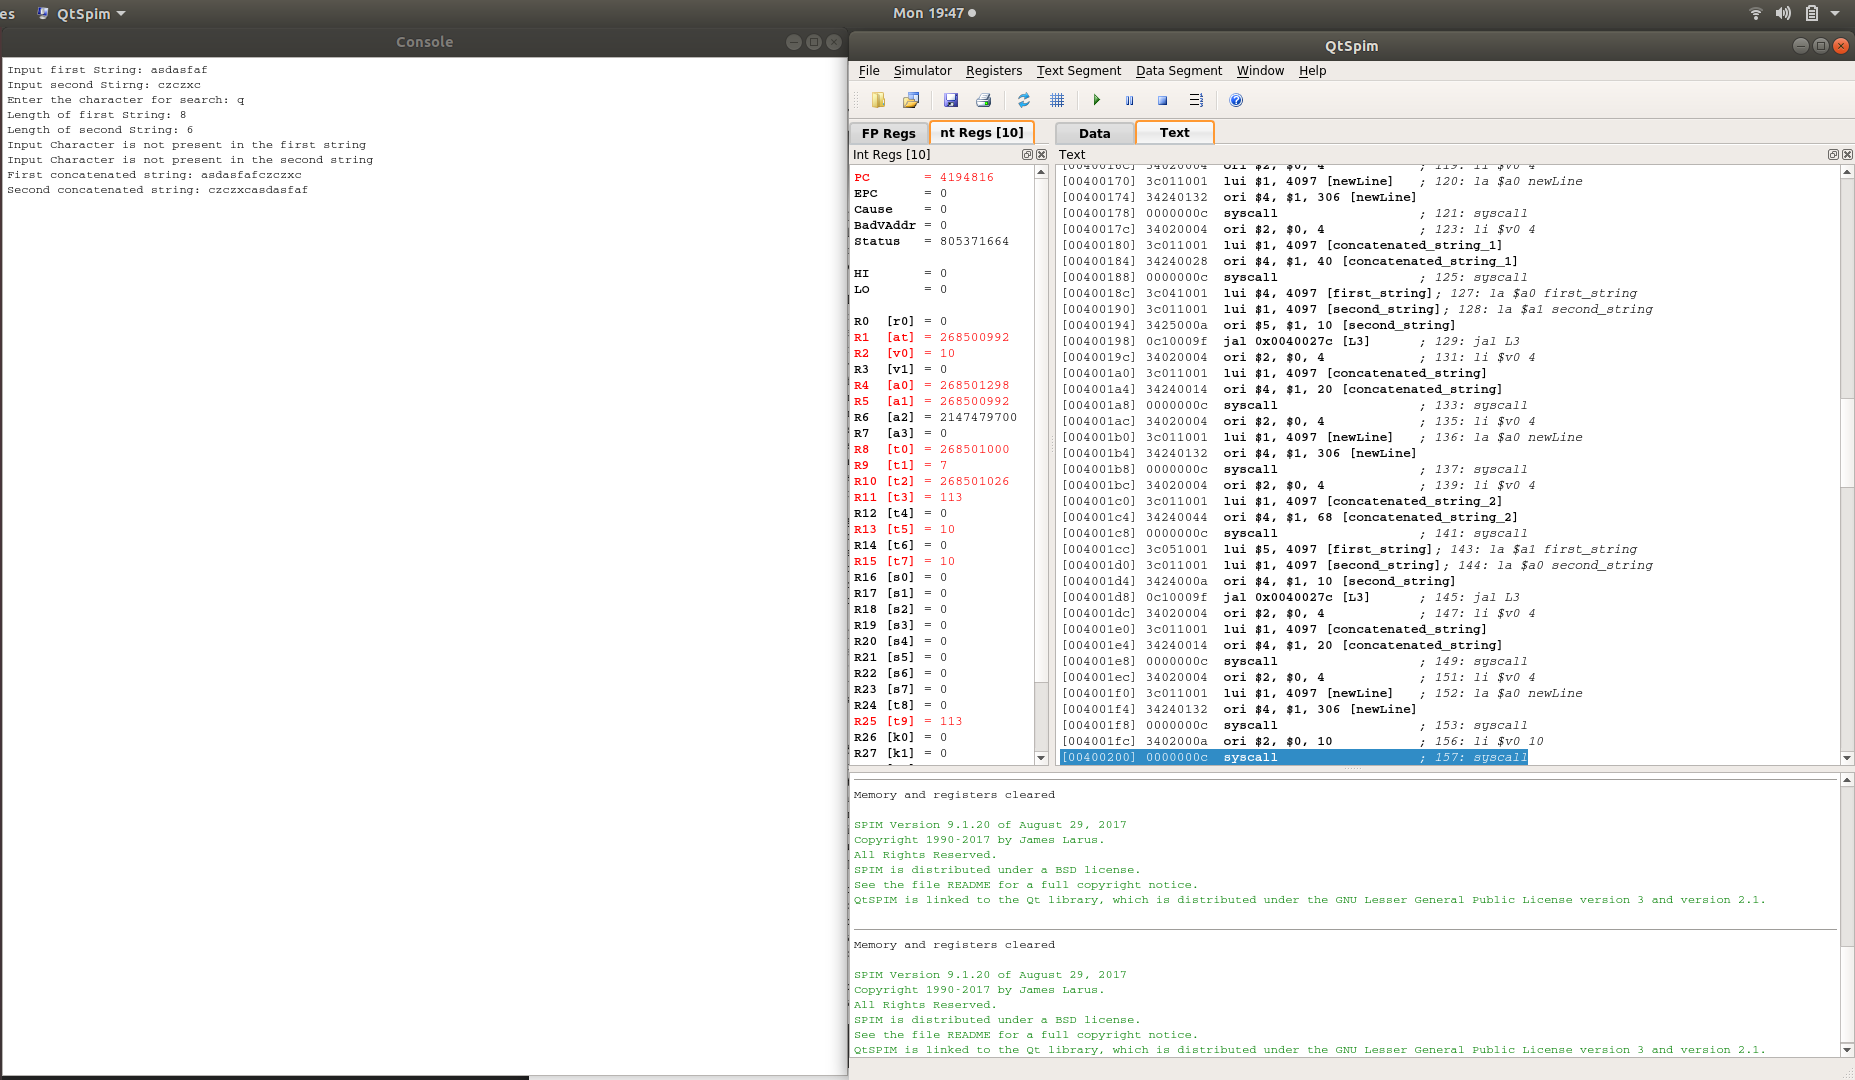 es QtSpim Mon 19:47
Console
Input first String: asdasfaf
Input second Stirng: czczxc
Enter the character for search: q
Length of first String: 8
Length of second String: 6
Input Character is not present in the first string
Input Character is not present in the second string
First concatenated string: asdasfafczczxc
Second concatenated string: czczxcasdasfaf
QtSpim
File Simulator Registers Text Segment Data Segment Window Help
FP Regs nt Regs [10] Data Text
Int Regs [10]
PC = 4194816
EPC = 0
Cause = 0
BadVAddr = 0
Status = 805371664
HI = 0
LO = 0
R0 [r0] = 0
R1 [at] = 268500992
R2 [v0] = 10
R3 [v1] = 0
R4 [a0] = 268501298
R5 [a1] = 268500992
R6 [a2] = 2147479700
R7 [a3] = 0
R8 [t0] = 268501000
R9 [t1] = 7
R10 [t2] = 268501026
R11 [t3] = 113
R12 [t4] = 0
R13 [t5] = 10
R14 [t6] = 0
R15 [t7] = 10
R16 [s0] = 0
R17 [s1] = 0
R18 [s2] = 0
R19 [s3] = 0
R20 [s4] = 0
R21 [s5] = 0
R22 [s6] = 0
R23 [s7] = 0
R24 [t8] = 0
R25 [t9] = 113
R26 [k0] = 0
R27 [k1] = 0
Text
[0040016c] 34020004 ori $2, $0, 4 ; 119: li $v0 4
[00400170] 3c011001 lui $1, 4097 [newLine] ; 120: la $a0 newLine
[00400174] 34240132 ori $4, $1, 306 [newLine]
[00400178] 0000000c syscall ; 121: syscall
[0040017c] 34020004 ori $2, $0, 4 ; 123: li $v0 4
[00400180] 3c011001 lui $1, 4097 [concatenated_string_1]
[00400184] 34240028 ori $4, $1, 40 [concatenated_string_1]
[00400188] 0000000c syscall ; 125: syscall
[0040018c] 3c041001 lui $4, 4097 [first_string]; 127: la $a0 first_string
[00400190] 3c011001 lui $1, 4097 [second_string]; 128: la $a1 second_string
[00400194] 3425000a ori $5, $1, 10 [second_string]
[00400198] 0c10009f jal 0x0040027c [L3] ; 129: jal L3
[0040019c] 34020004 ori $2, $0, 4 ; 131: li $v0 4
[004001a0] 3c011001 lui $1, 4097 [concatenated_string]
[004001a4] 34240014 ori $4, $1, 20 [concatenated_string]
[004001a8] 0000000c syscall ; 133: syscall
[004001ac] 34020004 ori $2, $0, 4 ; 135: li $v0 4
[004001b0] 3c011001 lui $1, 4097 [newLine] ; 136: la $a0 newLine
[004001b4] 34240132 ori $4, $1, 306 [newLine]
[004001b8] 0000000c syscall ; 137: syscall
[004001bc] 34020004 ori $2, $0, 4 ; 139: li $v0 4
[004001c0] 3c011001 lui $1, 4097 [concatenated_string_2]
[004001c4] 34240044 ori $4, $1, 68 [concatenated_string_2]
[004001c8] 0000000c syscall ; 141: syscall
[004001cc] 3c051001 lui $5, 4097 [first_string]; 143: la $a1 first_string
[004001d0] 3c011001 lui $1, 4097 [second_string]; 144: la $a0 second_string
[004001d4] 3424000a ori $4, $1, 10 [second_string]
[004001d8] 0c10009f jal 0x0040027c [L3] ; 145: jal L3
[004001dc] 34020004 ori $2, $0, 4 ; 147: li $v0 4
[004001e0] 3c011001 lui $1, 4097 [concatenated_string]
[004001e4] 34240014 ori $4, $1, 20 [concatenated_string]
[004001e8] 0000000c syscall ; 149: syscall
[004001ec] 34020004 ori $2, $0, 4 ; 151: li $v0 4
[004001f0] 3c011001 lui $1, 4097 [newLine] ; 152: la $a0 newLine
[004001f4] 34240132 ori $4, $1, 306 [newLine]
[004001f8] 0000000c syscall ; 153: syscall
[004001fc] 3402000a ori $2, $0, 10 ; 156: li $v0 10
[00400200] 0000000c syscall ; 157: syscall
Memory and registers cleared
SPIM Version 9.1.20 of August 29, 2017
Copyright 1990-2017 by James Larus.
All Rights Reserved.
SPIM is distributed under a BSD license.
See the file README for a full copyright notice.
QtSPIM is linked to the Qt library, which is distributed under the GNU Lesser General Public License version 3 and version 2.1.
Memory and registers cleared
SPIM Version 9.1.20 of August 29, 2017
Copyright 1990-2017 by James Larus.
All Rights Reserved.
SPIM is distributed under a BSD license.
See the file README for a full copyright notice.
QtSPIM is linked to the Qt library, which is distributed under the GNU Lesser General Public License version 3 and version 2.1.